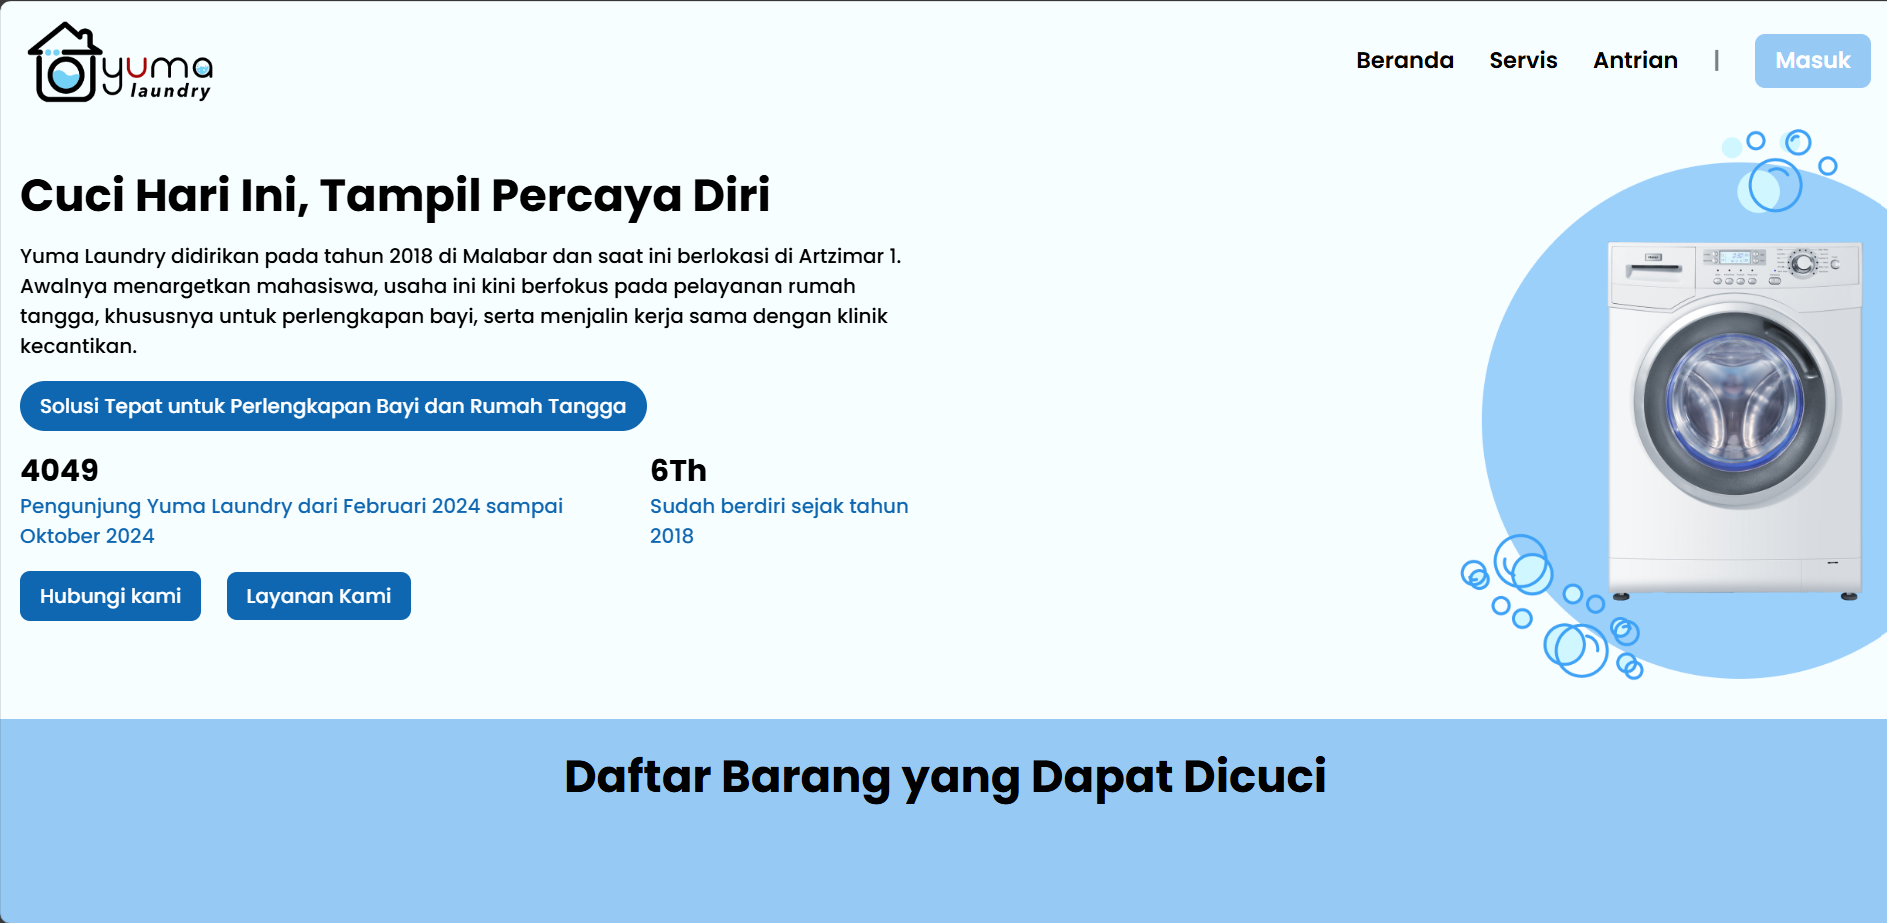 yuma
laundry
Beranda
Servis
Antrian
|
Masuk
Cuci Hari Ini, Tampil Percaya Diri
Yuma Laundry didirikan pada tahun 2018 di Malabar dan saat ini berlokasi di Artzimar 1.
Awalnya menargetkan mahasiswa, usaha ini kini berfokus pada pelayanan rumah
tangga, khususnya untuk perlengkapan bayi, serta menjalin kerja sama dengan klinik
kecantikan.
Solusi Tepat untuk Perlengkapan Bayi dan Rumah Tangga
4049
Pengunjung Yuma Laundry dari Februari 2024 sampai
Oktober 2024
6Th
Sudah berdiri sejak tahun
2018
Hubungi kami
Layanan Kami
Daftar Barang yang Dapat Dicuci